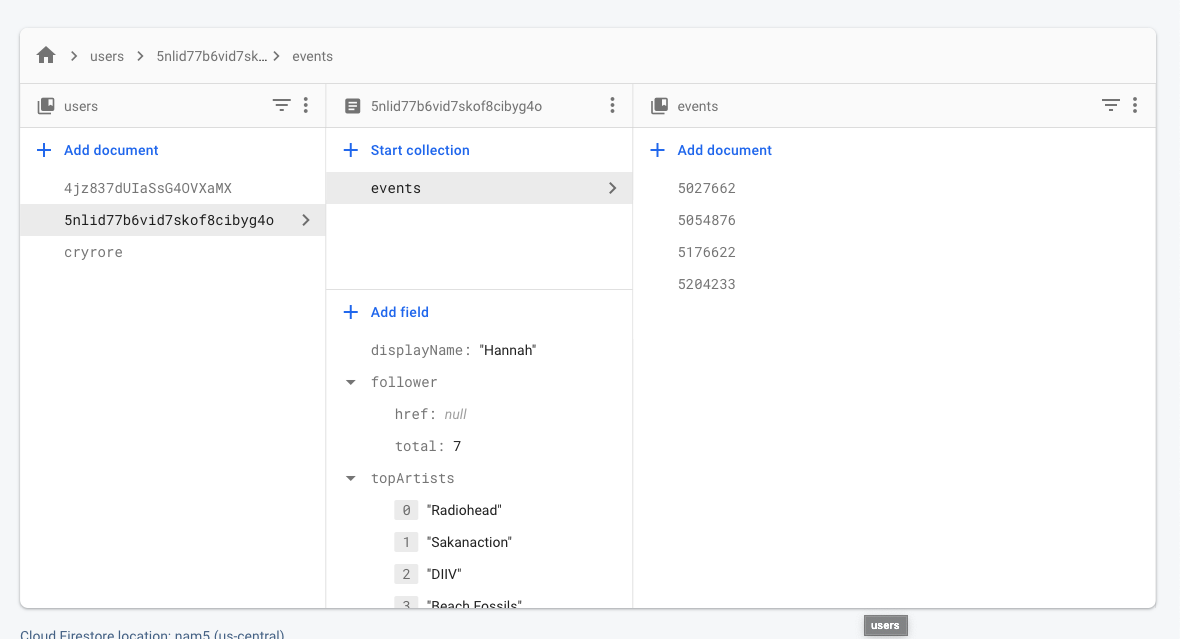 users
5nlid77b6vid7sk…
events
users
Add document
4jz837dUIaSsG4OVXaMX
5nlid77b6vid7skof8cibyg4o
cryrore
5nlid77b6vid7skof8cibyg4o
Start collection
events
Add field
displayName: "Hannah"
follower
href: null
total: 7
topArtists
0 "Radiohead"
1 "Sakanaction"
2 "DIIV"
3 "Beach Fossils"
events
Add document
5027662
5054876
5176622
5204233
Cloud Firestore location: nam5 (us-central)
users